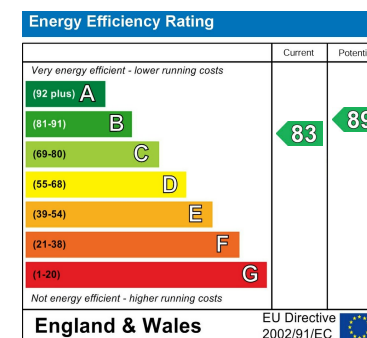 Energy Efficiency Rating
Current Potenti
Very energy efficient - lower running costs
(92 plus) A
(81-91) B
89
83
(69-80) C
(55-68) D
(39-54) E
(21-38) F
(1-20) G
Not energy efficient - higher running costs
England & Wales
EU Directive
2002/91/EC